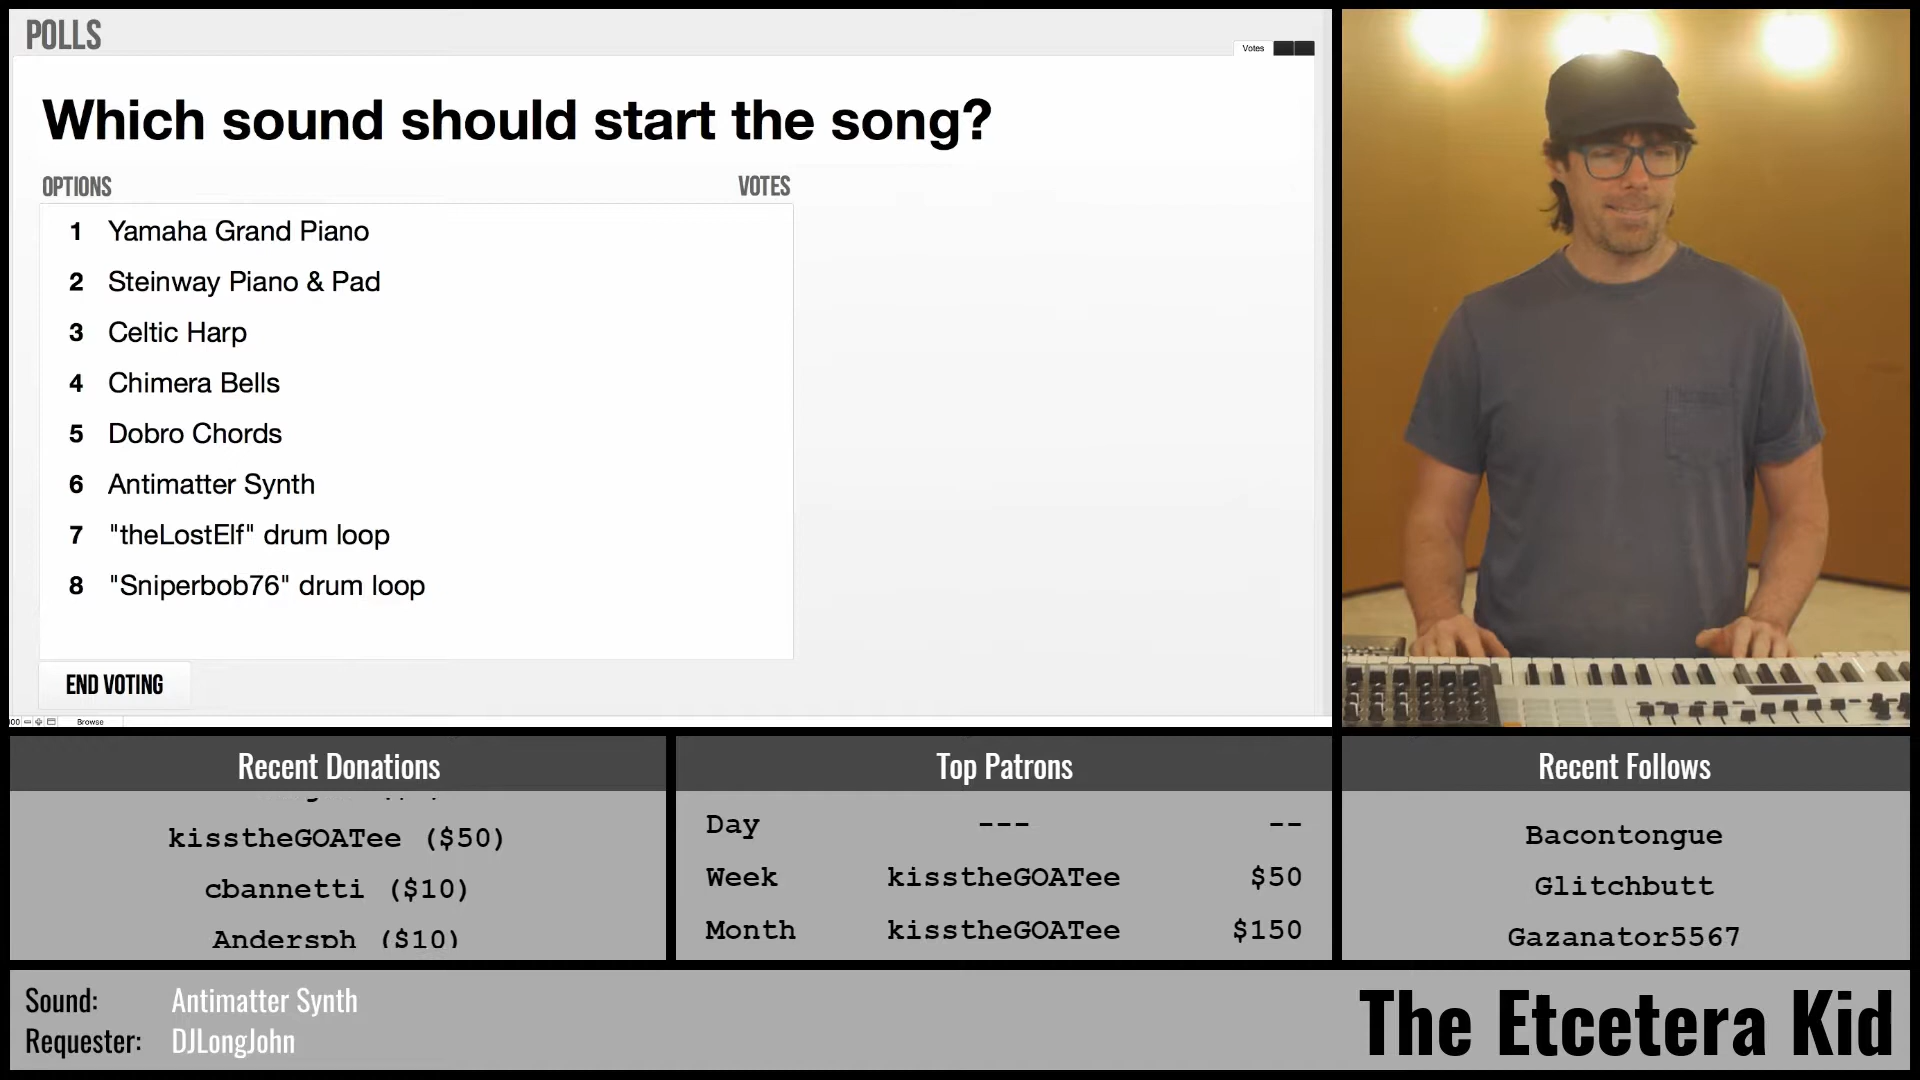 POLLS
Votes
Which sound should start the song?
OPTIONS VOTES
1 Yamaha Grand Piano
2 Steinway Piano & Pad
3 Celtic Harp
4 Chimera Bells
5 Dobro Chords
6 Antimatter Synth
7 "theLostElf" drum loop
8 "Sniperbob76" drum loop
END VOTING
Browse
Recent Donations
kisstheGOATee ($50)
cbannetti ($10)
Andersph ($10)
Top Patrons
Day --- --
Week kisstheGOATee $50
Month kisstheGOATee $150
Recent Follows
Bacontongue
Glitchbutt
Gazanator5567
Sound: Antimatter Synth
Requester: DJLongJohn
The Etcetera Kid